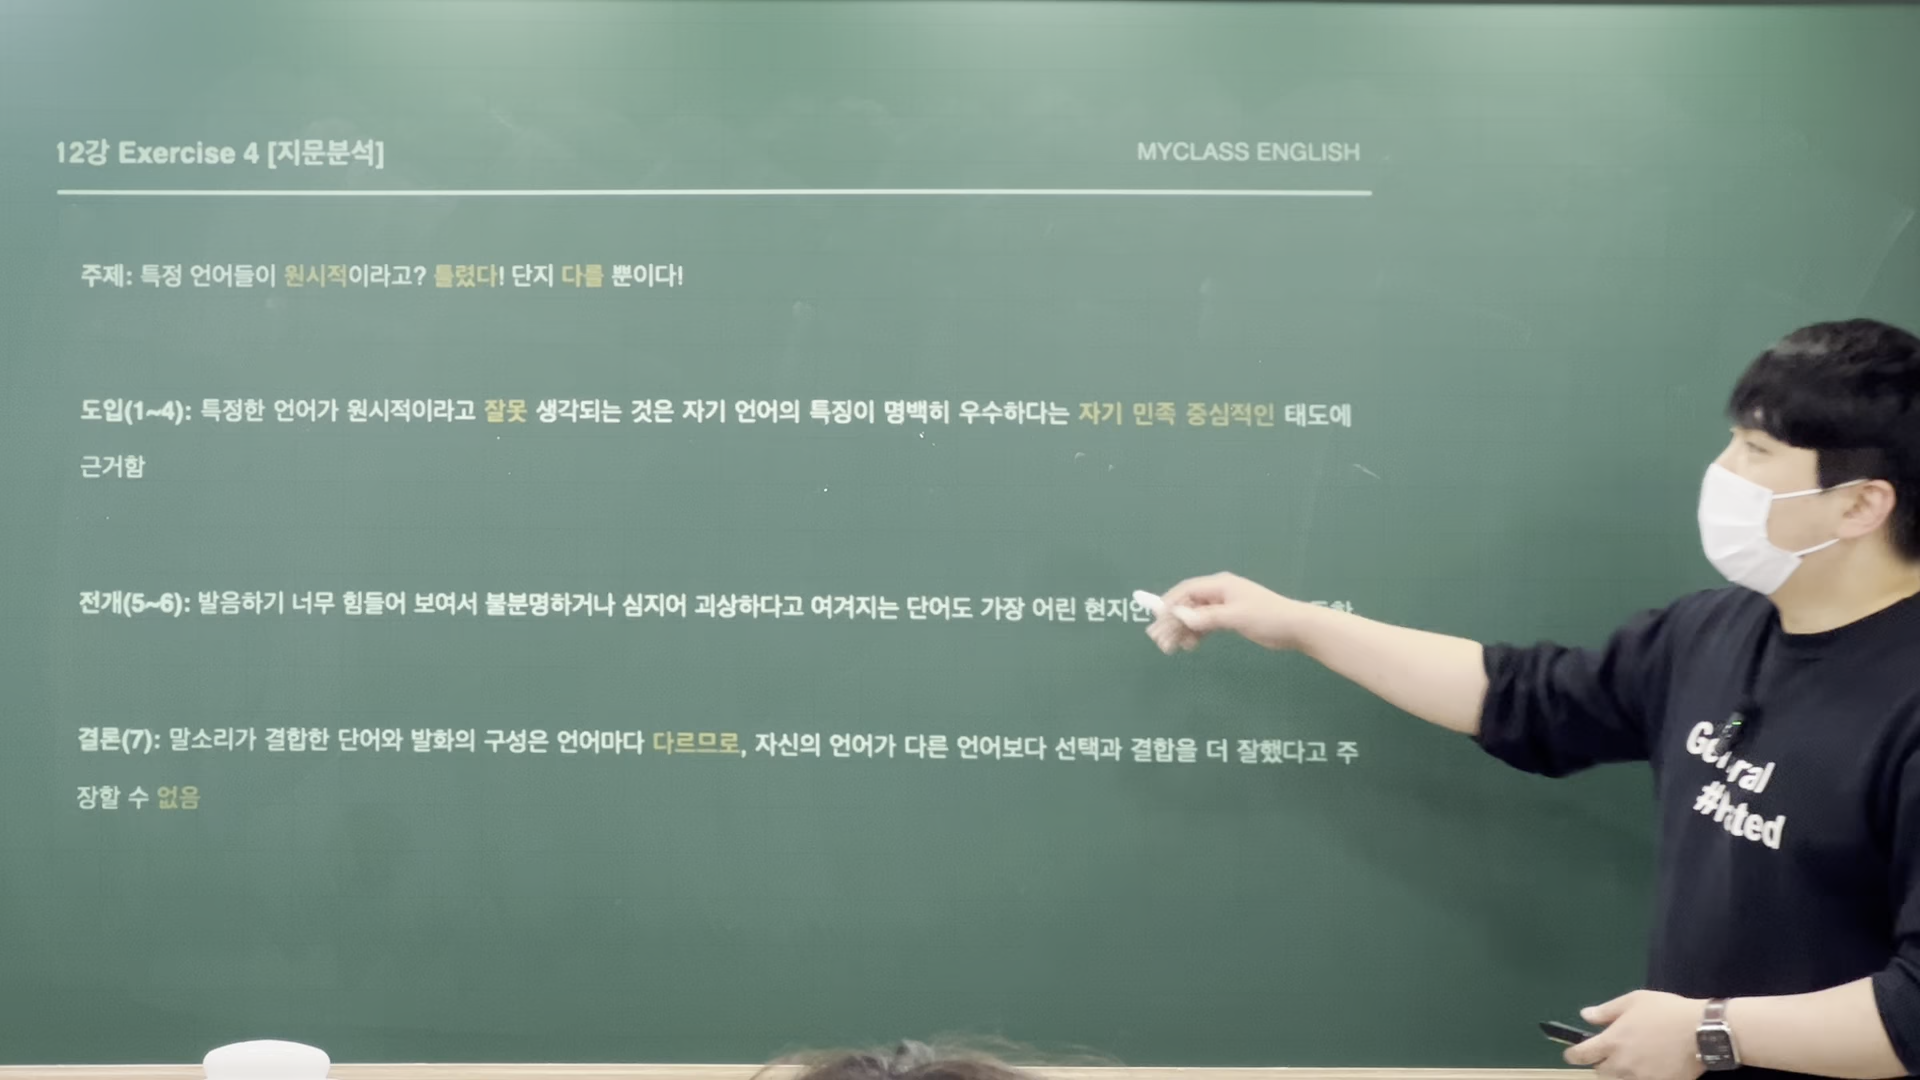 12강 Exercise 4 [지문분석]
MYCLASS ENGLISH
주제: 특정 언어들이 원시적이라고? 틀렸다! 단지 다를 뿐이다!
도입(1~4): 특정한 언어가 원시적이라고 잘못 생각되는 것은 자기 언어의 특징이 명백히 우수하다는 자기 민족 중심적인 태도에
근거함
전개(5~6): 발음하기 너무 힘들어 보여서 불분명하거나 심지어 괴상하다고 여겨지는 단어도 가장 어린
결론(7): 말소리가 결합한 단어와 발화의 구성은 언어마다 다르므로, 자신의 언어가 다른 언어보다 선택과 결합을 더 잘했다고 주
장할 수 없음